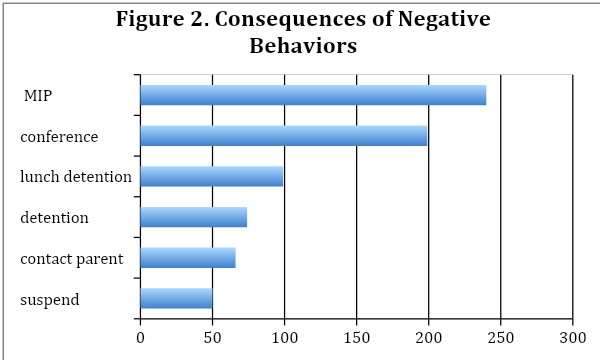 Figure 2. Consequences of Negative
Behaviors
MIP
conference
lunch detention
detention
contact parent
suspend
0 50 100 150 200 250 300